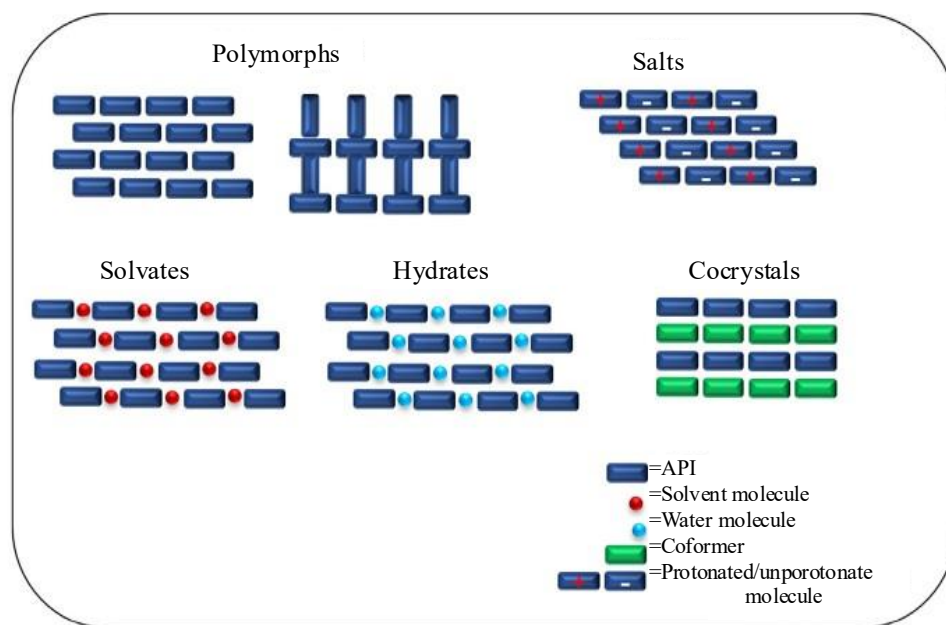 Polymorphs
Salts
Solvates
Hydrates
Cocrystals
=API
=Solvent molecule
=Water molecule
=Coformer
=Protonated/unporotonate
molecule